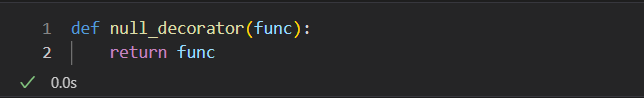 1 def null_decorator(func):
2     return func
✓ 0.0s